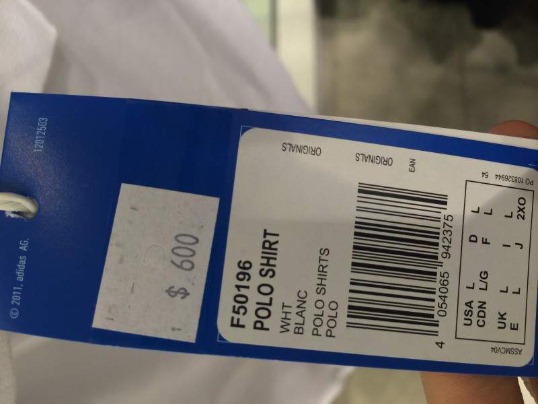 © 2011, adidas AG.
12012503
$ 600
ORIGINALS
F50196
POLO SHIRT
WHT
BLANC
POLO SHIRTS
POLO
ORIGINALS
EAN
4 054065 942375
USA L D L
CDN L/G F L
UK L I L
E L J 2XO
ASSMCV04